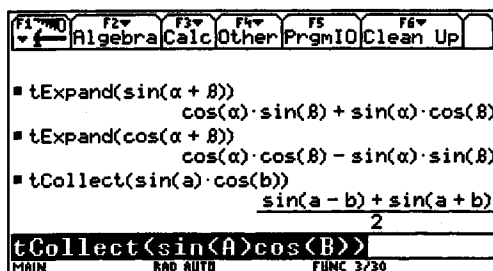 F1 F2 F3 F4 F5 F6
Algebra Calc Other PrgmIO Clean Up
■ tExpand(sin(α + β))
cos(α)·sin(β) + sin(α)·cos(β)
■ tExpand(cos(α + β))
cos(α)·cos(β) − sin(α)·sin(β)
■ tCollect(sin(a)·cos(b))
sin(a − b) + sin(a + b)
2
tCollect(sin(A)cos(B))
MAIN RAD AUTO FUNC 3/30